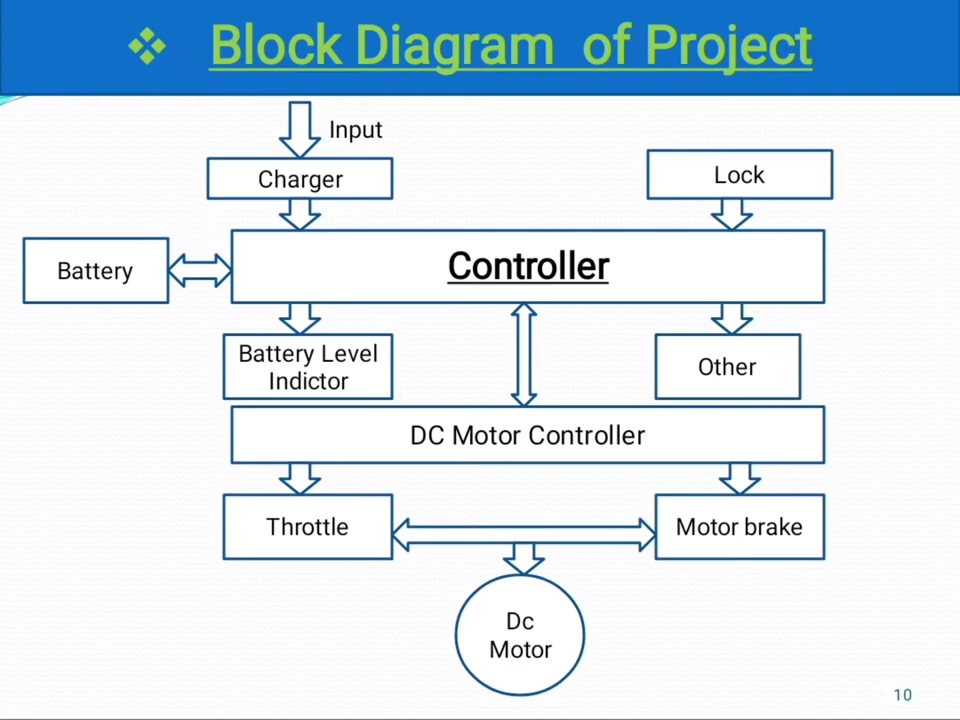 ❖ Block Diagram of Project
Input
Charger
Lock
Battery
Controller
Battery Level
Indictor
Other
DC Motor Controller
Throttle
Motor brake
Dc
Motor
10